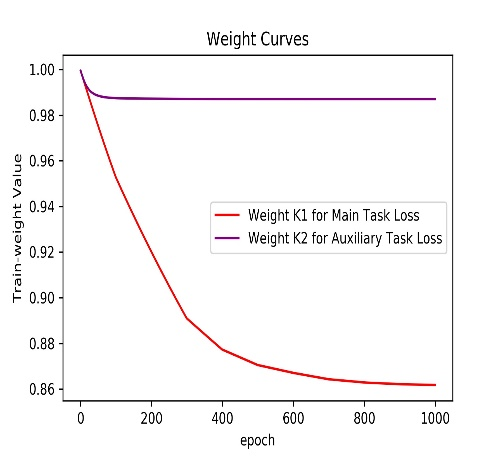 Weight Curves
1.00
0.98
0.96
0.94
0.92
0.90
0.88
0.86
Train-weight Value
Weight K1 for Main Task Loss
Weight K2 for Auxiliary Task Loss
0 200 400 600 800 1000
epoch